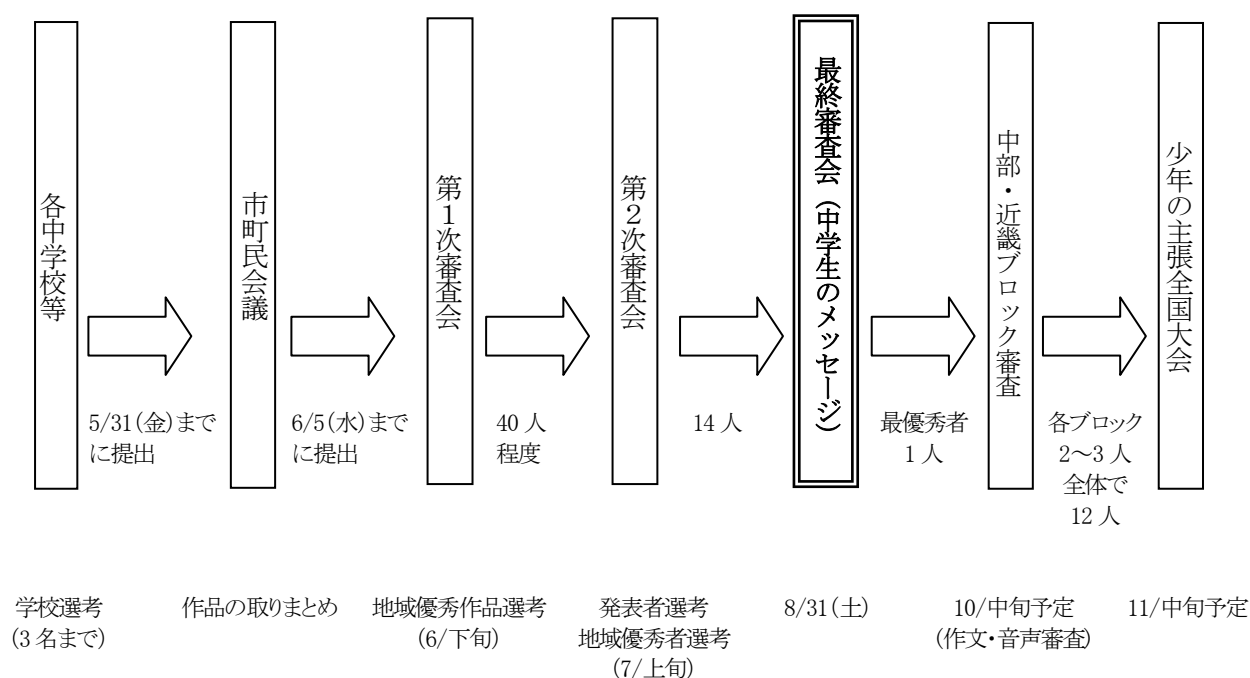 各中学校等
5/31(金)まで
に提出
市町民会議
6/5(水)まで
に提出
第1次審査会
40人
程度
第2次審査会
14人
最終審査会（中学生のメッセージ）
最優秀者
1人
中部・近畿ブロック審査
各ブロック
2～3人
全体で
12人
少年の主張全国大会
学校選考
(3名まで)
作品の取りまとめ
地域優秀作品選考
(6/下旬)
発表者選考
地域優秀者選考
(7/上旬)
8/31(土)
10/中旬予定
(作文・音声審査)
11/中旬予定